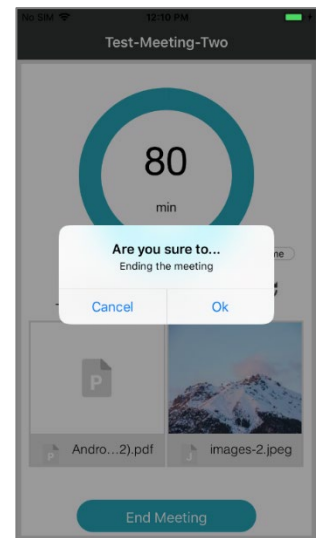 No SIM 12:10 PM
Test-Meeting-Two
80
min
Are you sure to...
Ending the meeting
Cancel Ok
P
Andro...2).pdf images-2.jpeg
End Meeting